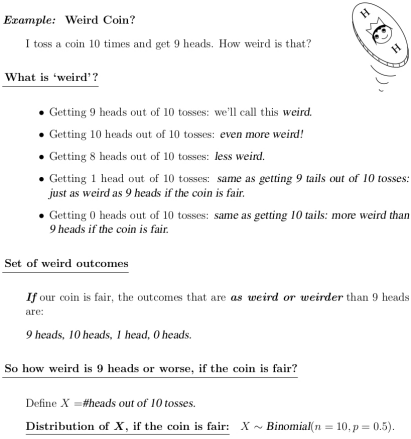 Example: Weird Coin?
H
H
I toss a coin 10 times and get 9 heads. How weird is that?
What is ‘weird’?
• Getting 9 heads out of 10 tosses: we’ll call this weird.
• Getting 10 heads out of 10 tosses: even more weird!
• Getting 8 heads out of 10 tosses: less weird.
• Getting 1 head out of 10 tosses: same as getting 9 tails out of 10 tosses:
just as weird as 9 heads if the coin is fair.
• Getting 0 heads out of 10 tosses: same as getting 10 tails: more weird than
9 heads if the coin is fair.
Set of weird outcomes
If our coin is fair, the outcomes that are as weird or weirder than 9 heads
are:
9 heads, 10 heads, 1 head, 0 heads.
So how weird is 9 heads or worse, if the coin is fair?
Define X =#heads out of 10 tosses.
Distribution of X, if the coin is fair: X ∼ Binomial(n = 10, p = 0.5).